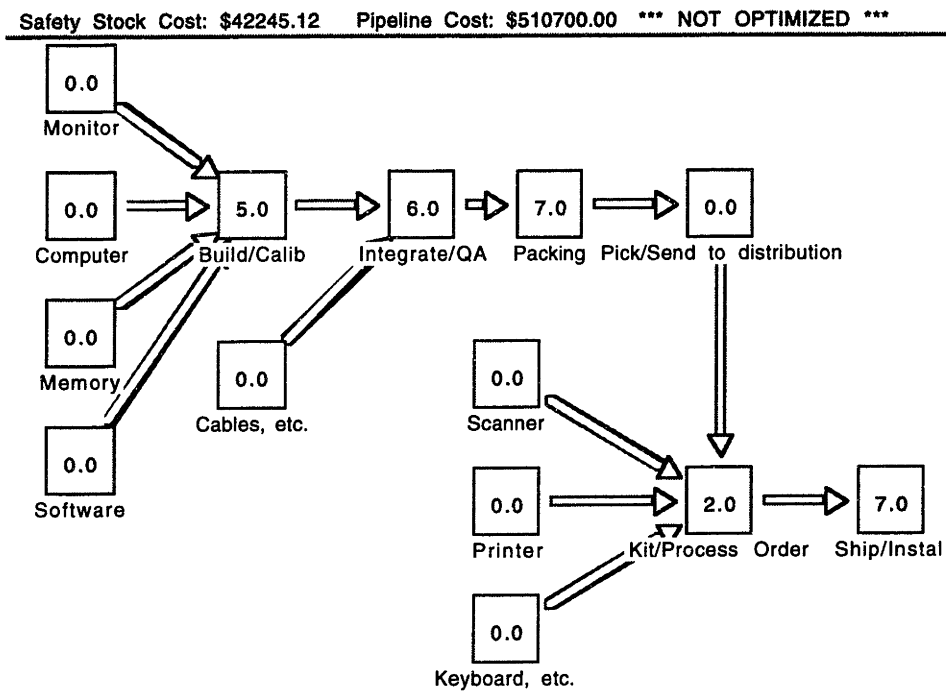 Safety Stock Cost: $42245.12 Pipeline Cost: $510700.00 *** NOT OPTIMIZED ***
0.0
Monitor
0.0
Computer
5.0
Build/Calib
6.0
Integrate/QA
7.0
Packing
0.0
Pick/Send to distribution
0.0
Memory
0.0
Cables, etc.
0.0
Software
0.0
Scanner
0.0
Printer
2.0
Kit/Process Order
7.0
Ship/Instal
0.0
Keyboard, etc.